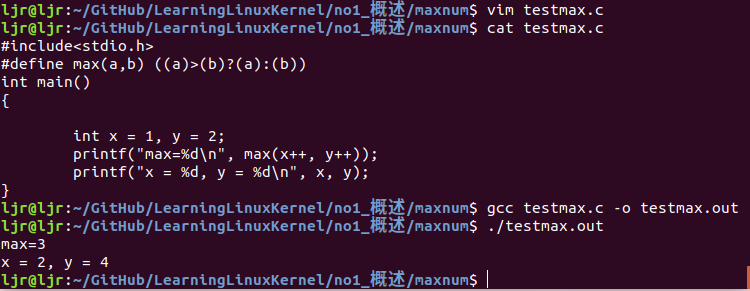 ljr@ljr:~/GitHub/LearningLinuxKernel/no1_概述/maxnum$ vim testmax.c
ljr@ljr:~/GitHub/LearningLinuxKernel/no1_概述/maxnum$ cat testmax.c
#include<stdio.h>
#define max(a,b) ((a)>(b)?(a):(b))
int main()
{
        int x = 1, y = 2;
        printf("max=%d\n", max(x++, y++));
        printf("x = %d, y = %d\n", x, y);
}
ljr@ljr:~/GitHub/LearningLinuxKernel/no1_概述/maxnum$ gcc testmax.c -o testmax.out
ljr@ljr:~/GitHub/LearningLinuxKernel/no1_概述/maxnum$ ./testmax.out
max=3
x = 2, y = 4
ljr@ljr:~/GitHub/LearningLinuxKernel/no1_概述/maxnum$